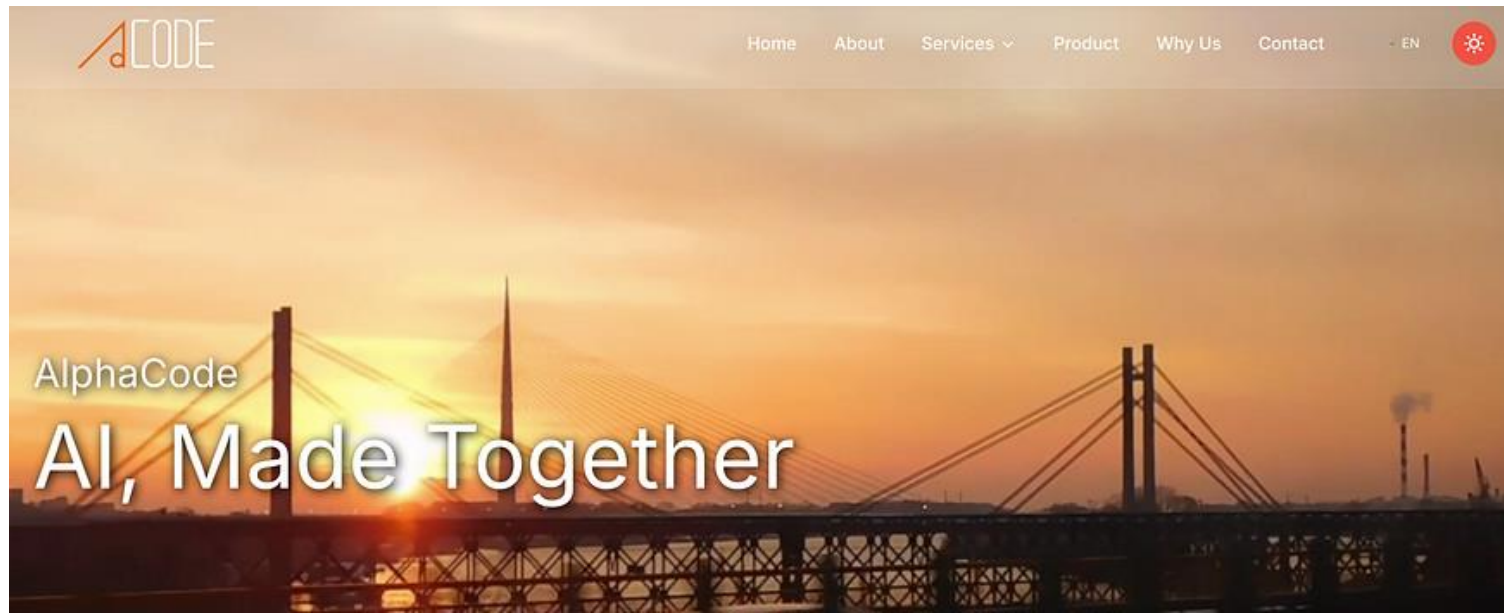 ACODE
Home About Services Product Why Us Contact EN
AlphaCode
AI, Made Together